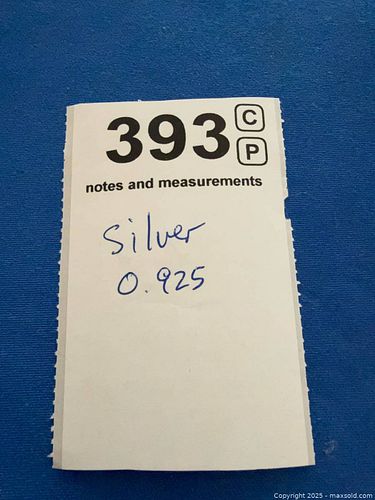 393 C
P
notes and measurements
Silver
0.925
Copyright 2025 - maxsold.com